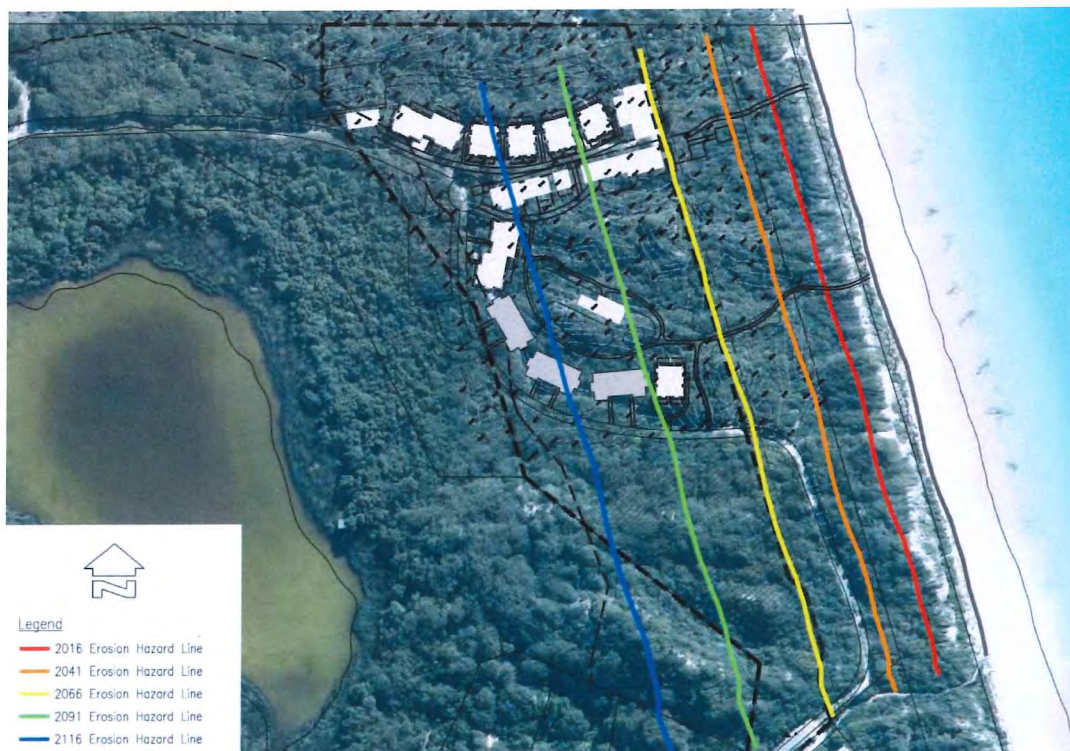 Legend
2016 Erosion Hazard Line
2041 Erosion Hazard Line
2066 Erosion Hazard Line
2091 Erosion Hazard Line
2116 Erosion Hazard Line